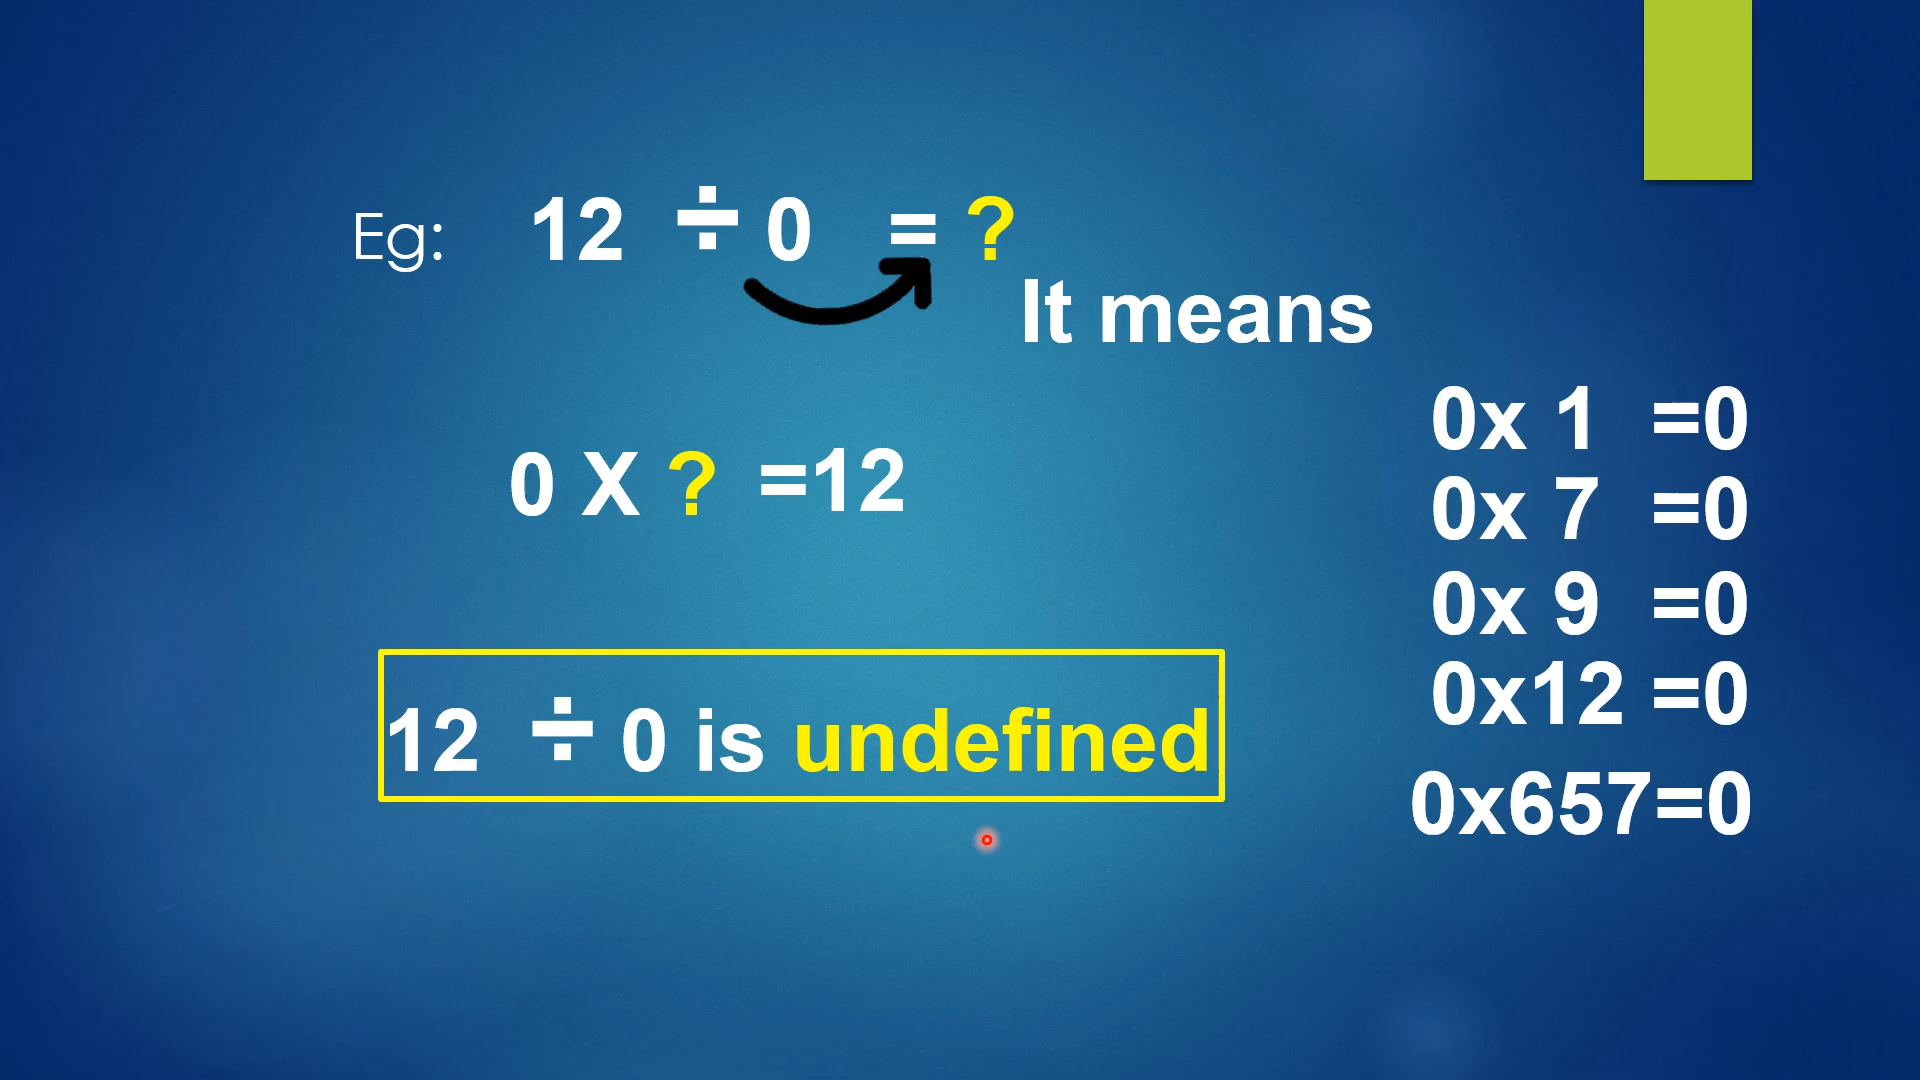 Eg: 12 ÷ 0 = ?
It means
0 X ? =12
12 ÷ 0 is undefined
0x 1 =0
0x 7 =0
0x 9 =0
0x12 =0
0x657=0